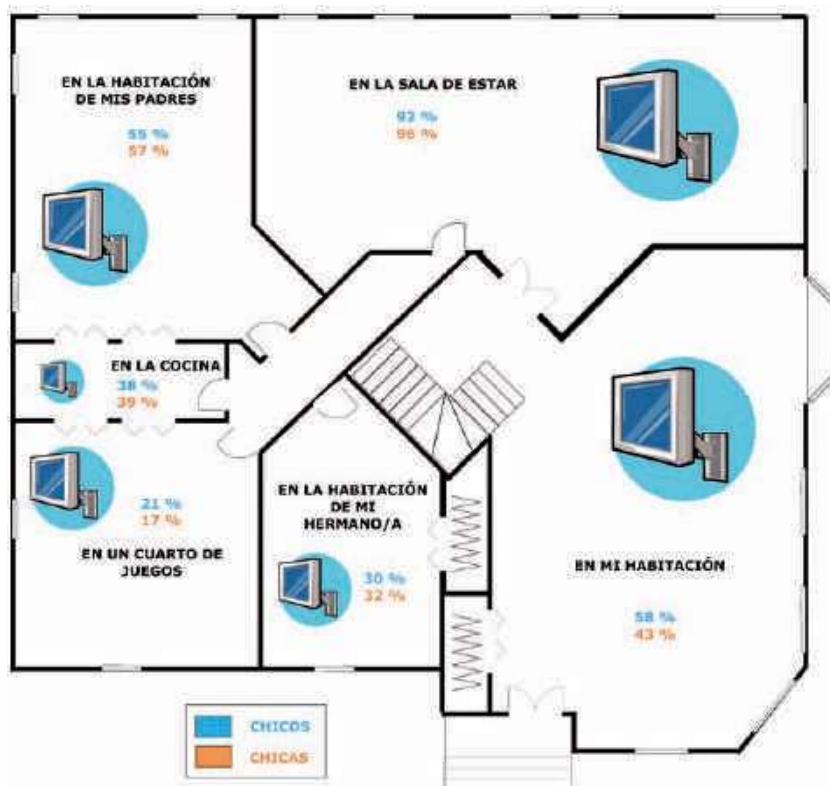 EN LA HABITACIÓN
DE MIS PADRES
55 %
57 %
EN LA SALA DE ESTAR
92 %
96 %
EN LA COCINA
38 %
39 %
21 %
17 %
EN UN CUARTO DE
JUEGOS
EN LA HABITACIÓN
DE MI
HERMANO/A
30 %
32 %
EN MI HABITACIÓN
58 %
43 %
CHICOS
CHICAS